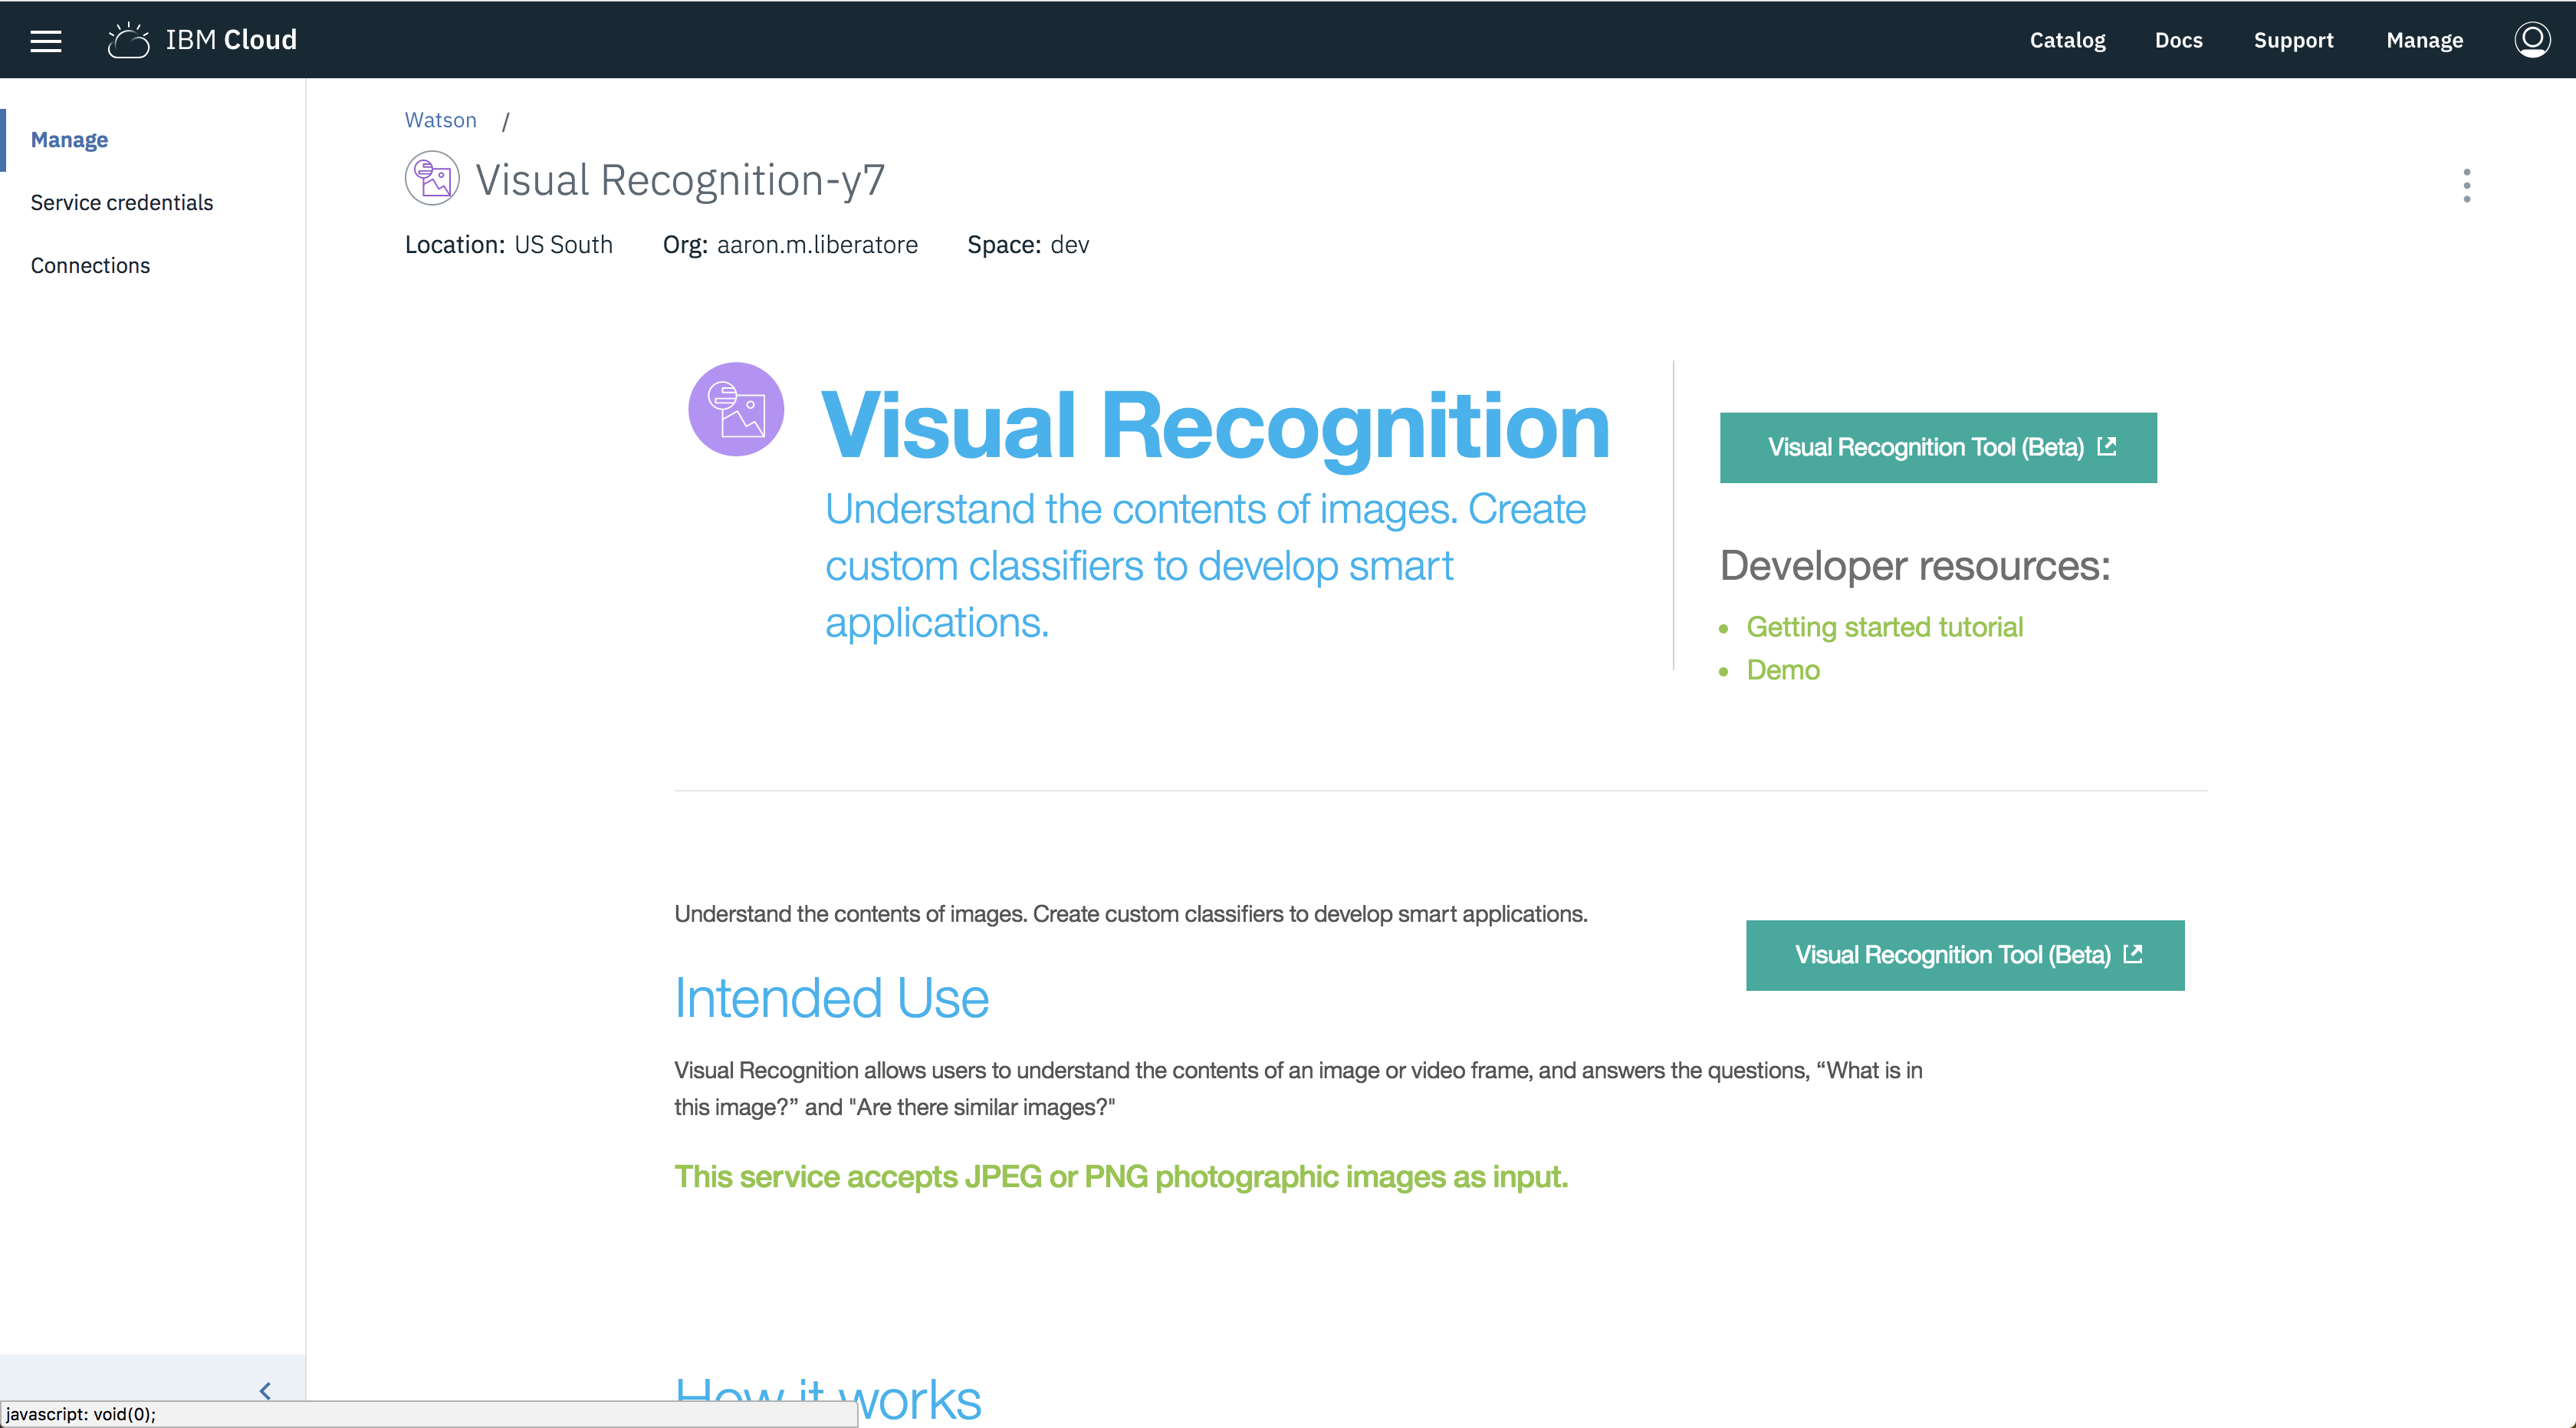 IBM Cloud
Catalog Docs Support Manage
Manage
Service credentials
Connections
Watson /
Visual Recognition-y7
Location: US South Org: aaron.m.liberatore Space: dev
Visual Recognition
Understand the contents of images. Create
custom classifiers to develop smart
applications.
Visual Recognition Tool (Beta)
Developer resources:
• Getting started tutorial
• Demo
Understand the contents of images. Create custom classifiers to develop smart applications.
Visual Recognition Tool (Beta)
Intended Use
Visual Recognition allows users to understand the contents of an image or video frame, and answers the questions, “What is in
this image?” and "Are there similar images?"
This service accepts JPEG or PNG photographic images as input.
How it works
javascript: void(0);